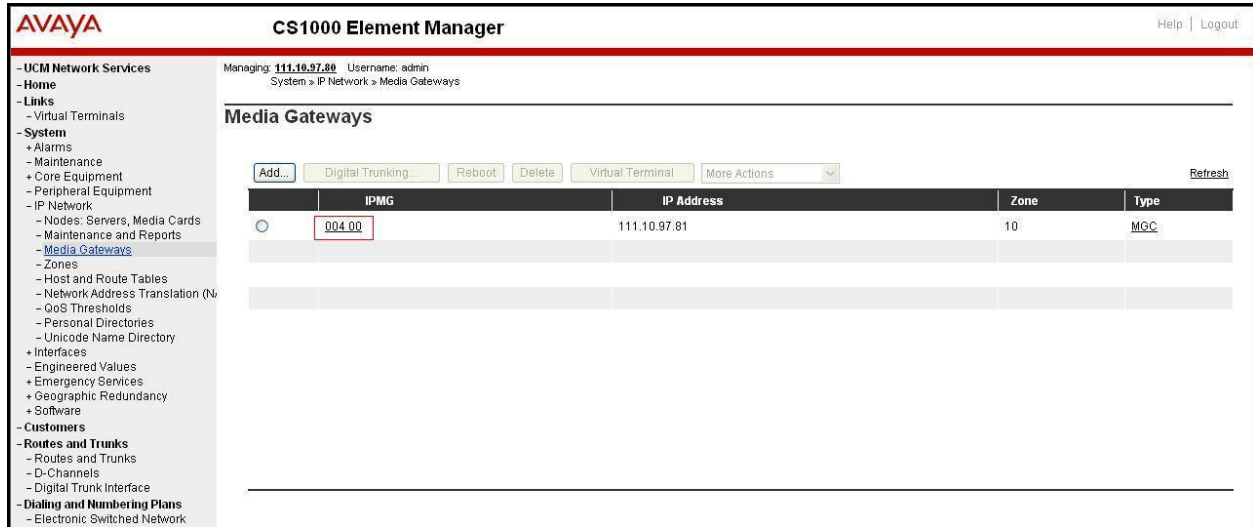 AVAYA
CS1000 Element Manager
Help | Logout
- UCM Network Services
- Home
- Links
- Virtual Terminals
- System
+ Alarms
- Maintenance
+ Core Equipment
- Peripheral Equipment
- IP Network
- Nodes: Servers, Media Cards
- Maintenance and Reports
- Media Gateways
- Zones
- Host and Route Tables
- Network Address Translation (N
- QoS Thresholds
- Personal Directories
- Unicode Name Directory
+ Interfaces
- Engineered Values
+ Emergency Services
+ Geographic Redundancy
+ Software
- Customers
- Routes and Trunks
- Routes and Trunks
- D-Channels
- Digital Trunk Interface
- Dialing and Numbering Plans
- Electronic Switched Network
Managing: 111.10.97.80 Username: admin
System » IP Network » Media Gateways
Media Gateways
Add... Digital Trunking... Reboot Delete Virtual Terminal More Actions Refresh
IPMG IP Address Zone Type
004 00 111.10.97.81 10 MGC